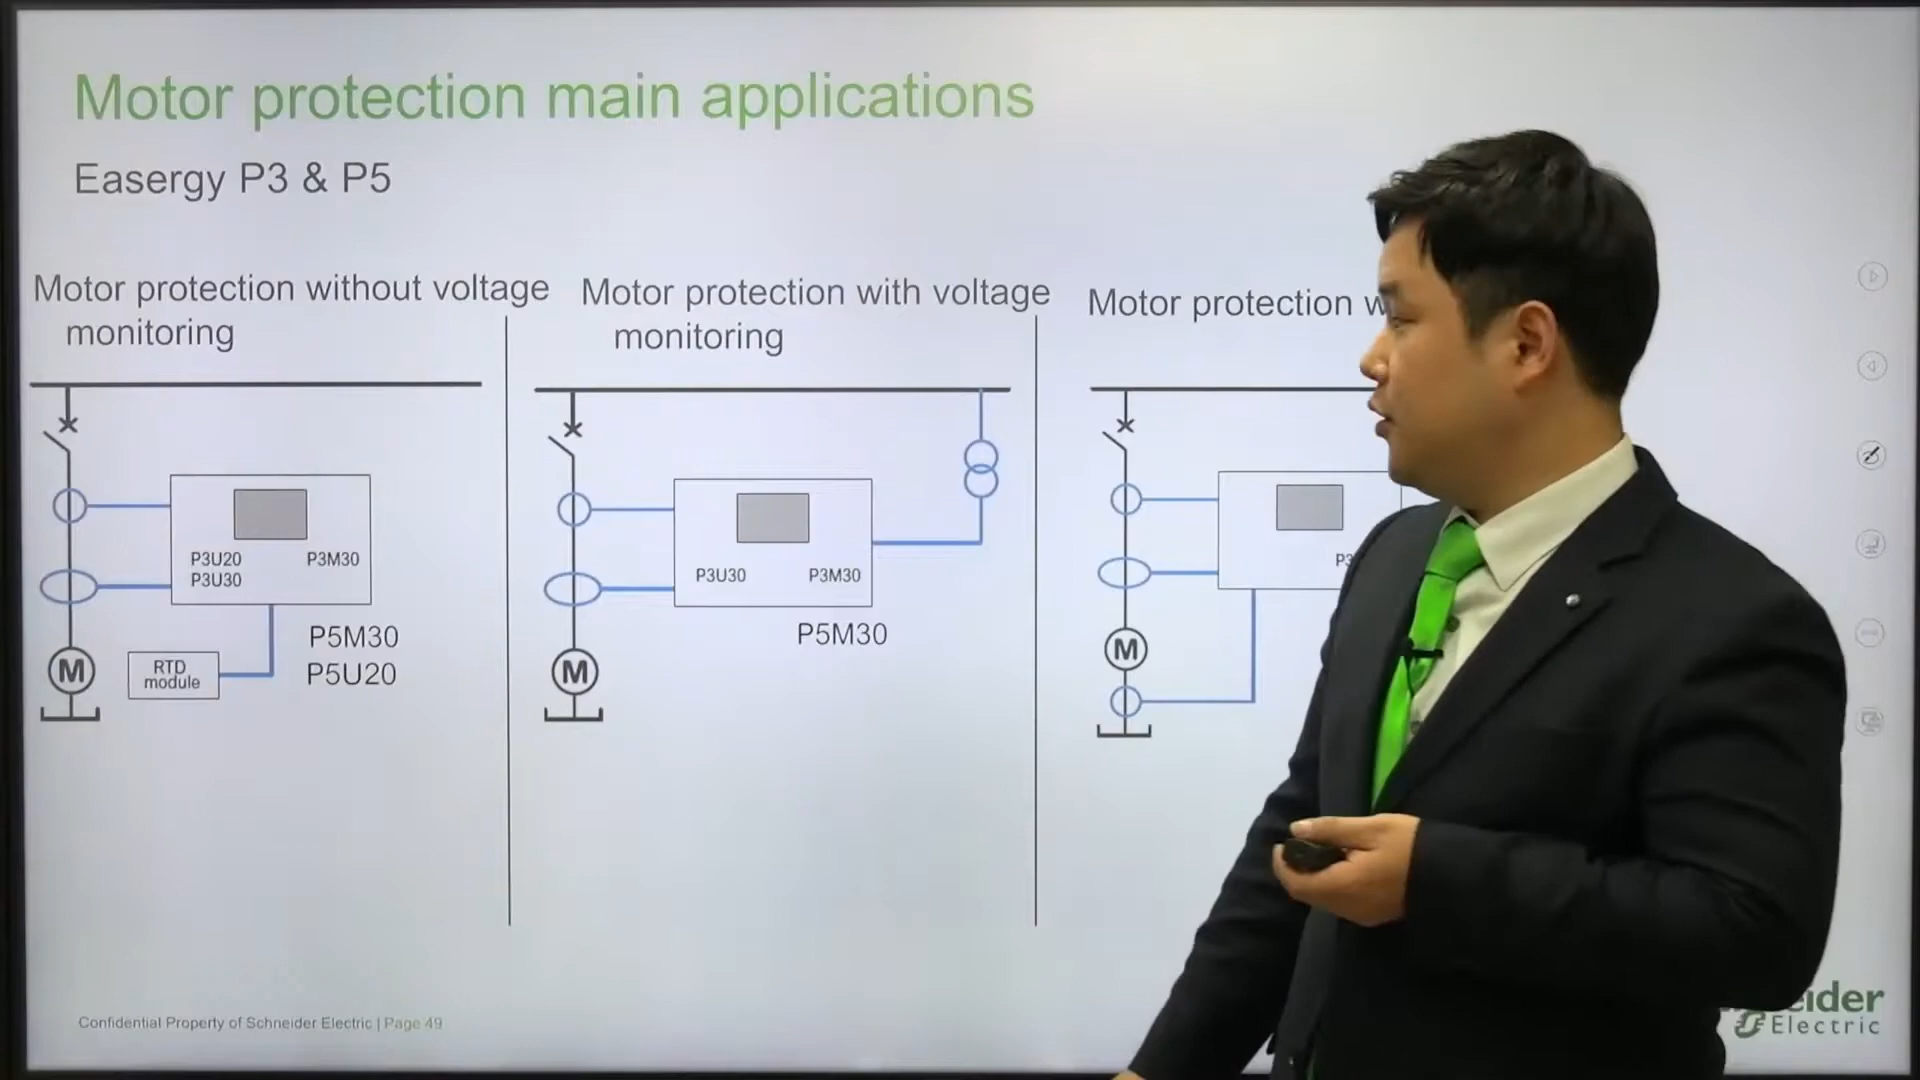 Motor protection main applications
Easergy P3 & P5
Motor protection without voltage
monitoring
P3U20
P3U30
P3M30
RTD
module
P5M30
P5U20
Motor protection with voltage
monitoring
P3U30
P3M30
P5M30
Motor protection
M
M
M
Confidential Property of Schneider Electric | Page 49
Electric